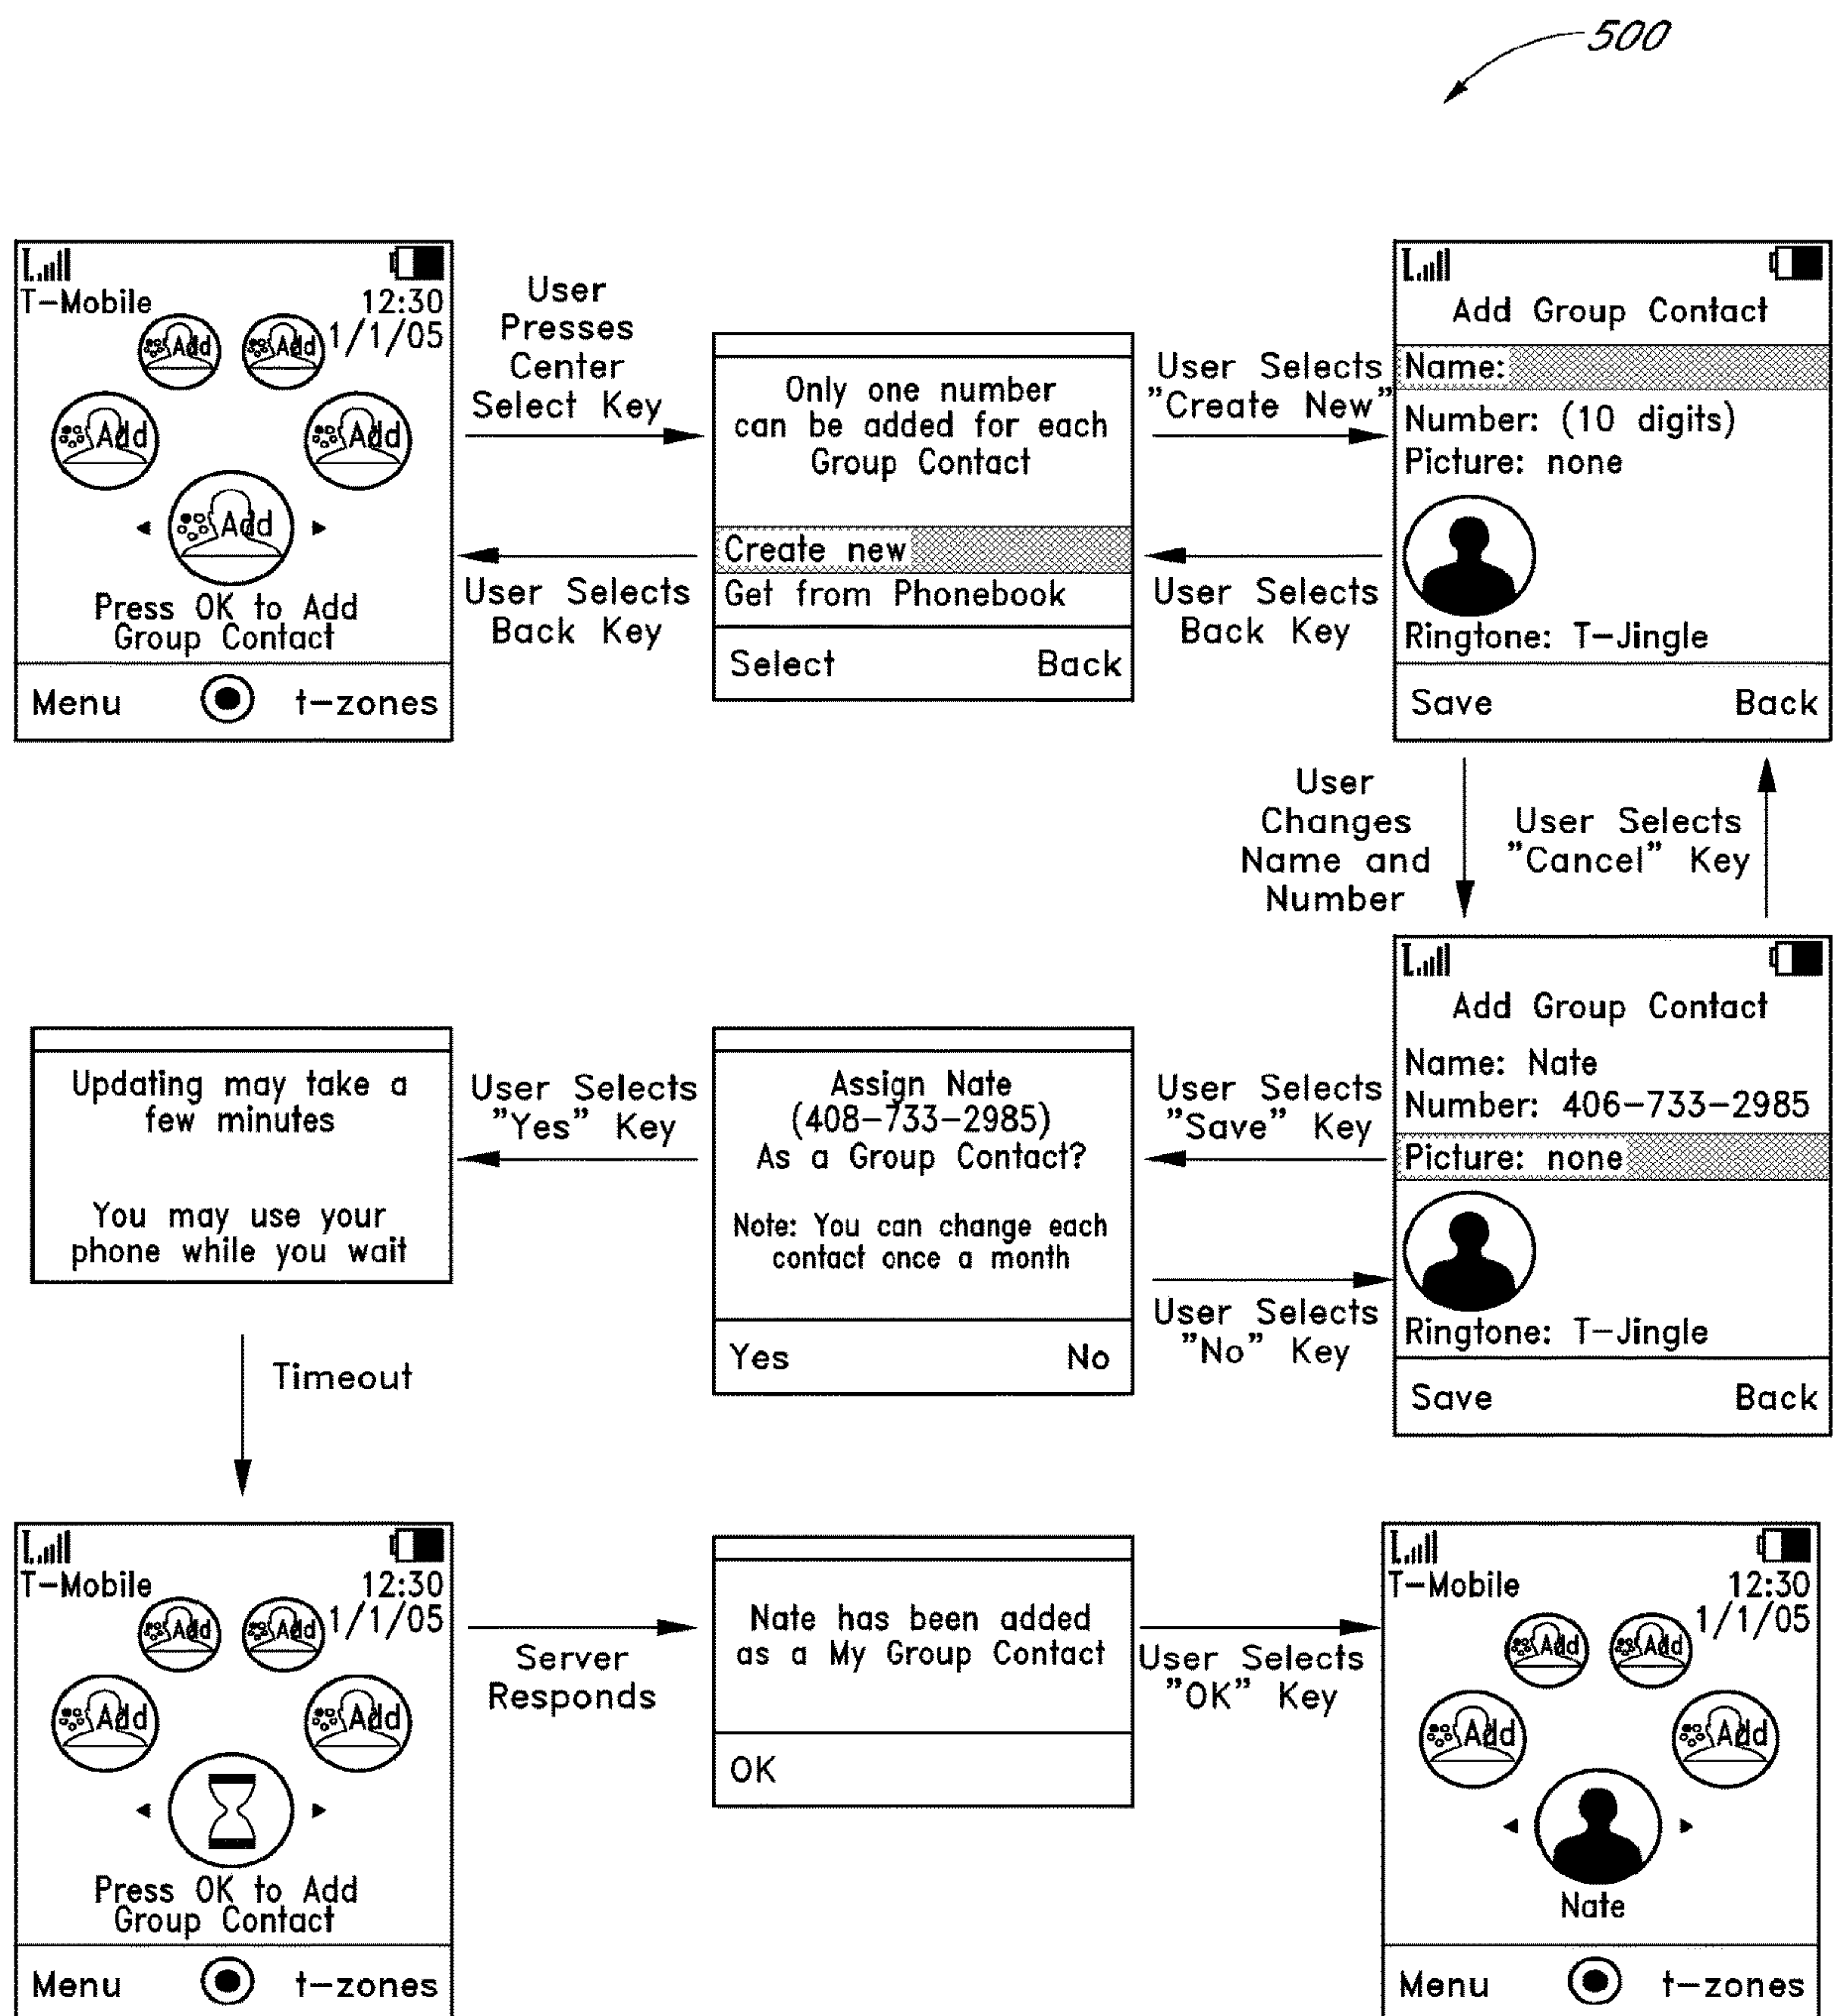 500
T-Mobile
12:30
1/1/05
Add
Add
Add
Add
Add
Press OK to Add
Group Contact
Menu
t-zones
User
Presses
Center
Select Key
User Selects
Back Key
Only one number
can be added for each
Group Contact
Create new
Get from Phonebook
Select
Back
User Selects
"Create New"
User Selects
Back Key
Add Group Contact
Name:
Number: (10 digits)
Picture: none
Ringtone: T-Jingle
Save
Back
User
Changes
Name and
Number
User Selects
"Cancel" Key
Add Group Contact
Name: Nate
Number: 406-733-2985
Picture: none
Ringtone: T-Jingle
Save
Back
User Selects
"Save" Key
User Selects
"No" Key
Assign Nate
(408-733-2985)
As a Group Contact?
Note: You can change each
contact once a month
Yes
No
User Selects
"Yes" Key
Updating may take a
few minutes
You may use your
phone while you wait
Timeout
T-Mobile
12:30
1/1/05
Add
Add
Add
Add
Press OK to Add
Group Contact
Menu
t-zones
Server
Responds
Nate has been added
as a My Group Contact
OK
User Selects
"OK" Key
T-Mobile
12:30
1/1/05
Add
Add
Add
Add
Nate
Menu
t-zones